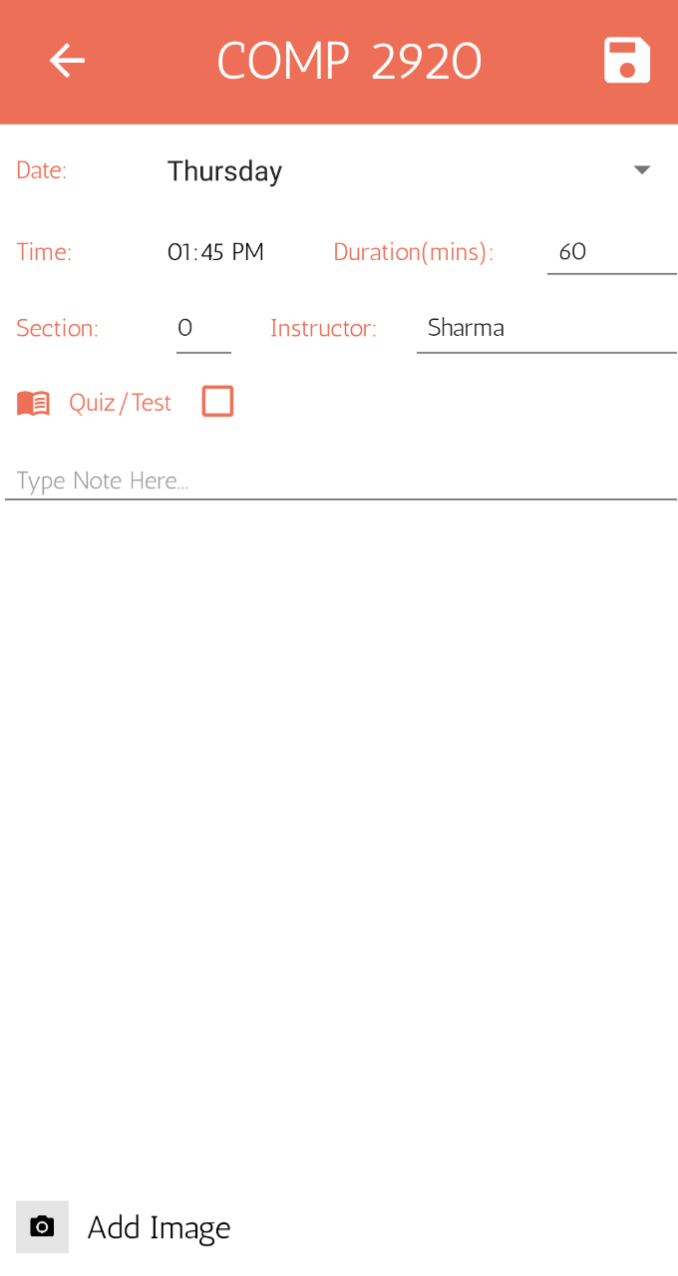 COMP 2920
Date: Thursday
Time: 01:45 PM Duration(mins): 60
Section: 0 Instructor: Sharma
Quiz/Test
Type Note Here...
Add Image